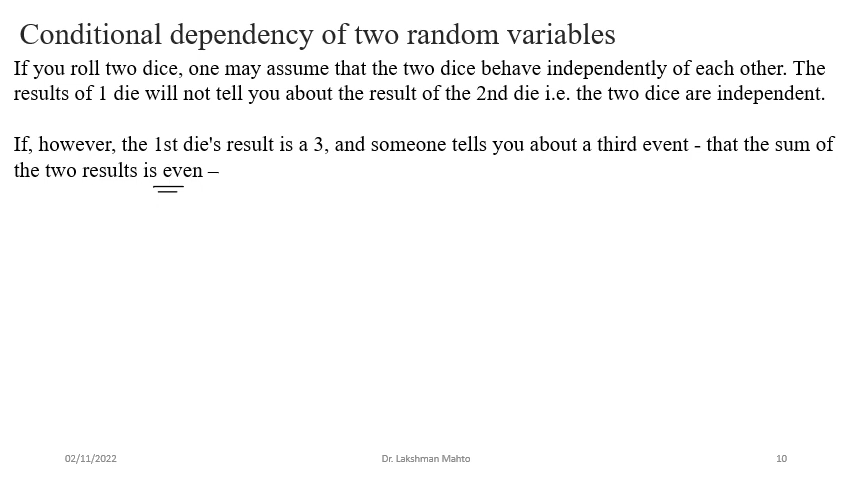 Conditional dependency of two random variables
If you roll two dice, one may assume that the two dice behave independently of each other. The
results of 1 die will not tell you about the result of the 2nd die i.e. the two dice are independent.
If, however, the 1st die's result is a 3, and someone tells you about a third event - that the sum of
the two results is even –
02/11/2022
Dr. Lakshman Mahto
10